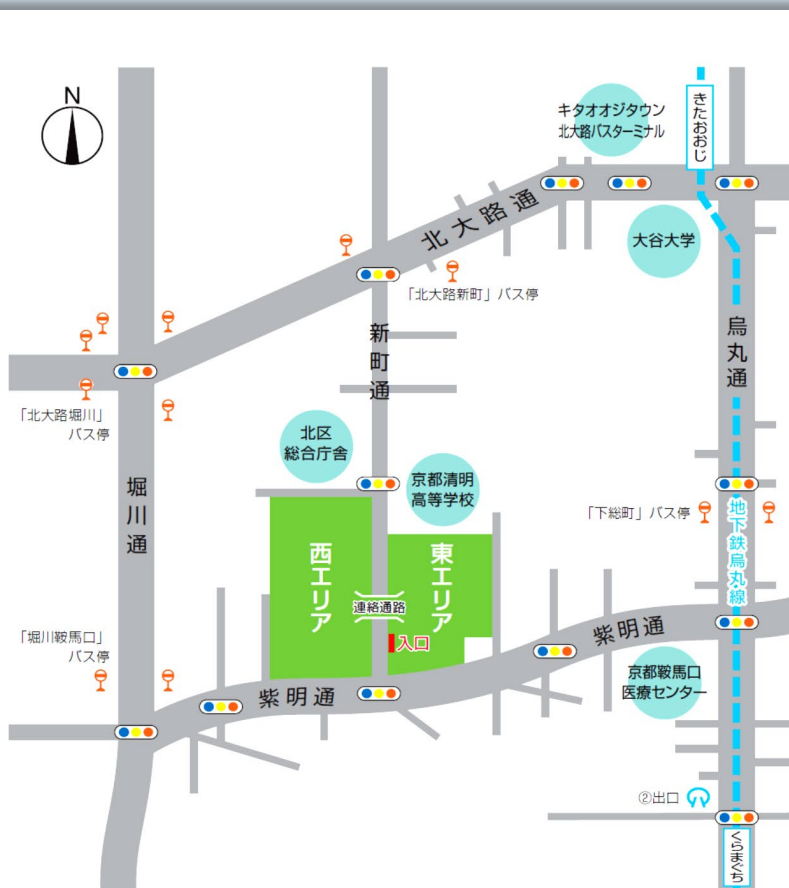 N
キタオオジタウン
北大路バスターミナル
きたおおじ
北大路通
大谷大学
「北大路新町」バス停
新町通
烏丸通
「北大路堀川」
バス停
北区
総合庁舎
京都清明
高等学校
堀川通
「下総町」バス停
地下鉄烏丸線
西エリア
東エリア
連絡通路
入口
紫明通
「堀川鞍馬口」
バス停
京都鞍馬口
医療センター
紫明通
②出口
くらまぐち